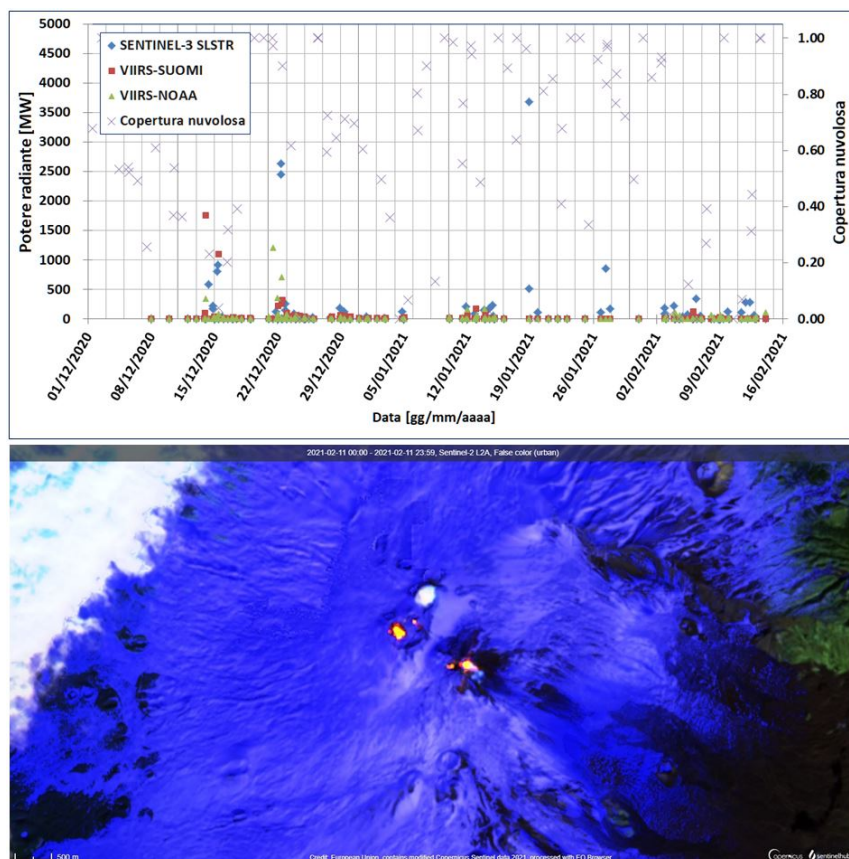 5000
4500
4000
3500
3000
2500
2000
1500
1000
500
0
Potere radiante [MW]
SENTINEL-3 SLSTR
VIIRS-SUOMI
VIIRS-NOAA
Copertura nuvolosa
1.00
0.80
0.60
0.40
0.20
0.00
Copertura nuvolosa
01/12/2020
08/12/2020
15/12/2020
22/12/2020
29/12/2020
05/01/2021
12/01/2021
19/01/2021
26/01/2021
02/02/2021
09/02/2021
16/02/2021
Data [gg/mm/aaaa]
2021-02-11 00:00 - 2021-02-11 23:59, Sentinel-2 L2A, False color (urban)
500 m
Credit: European Union, contains modified Copernicus Sentinel data 2021, processed with EO Browser
opernicus sentinelhub